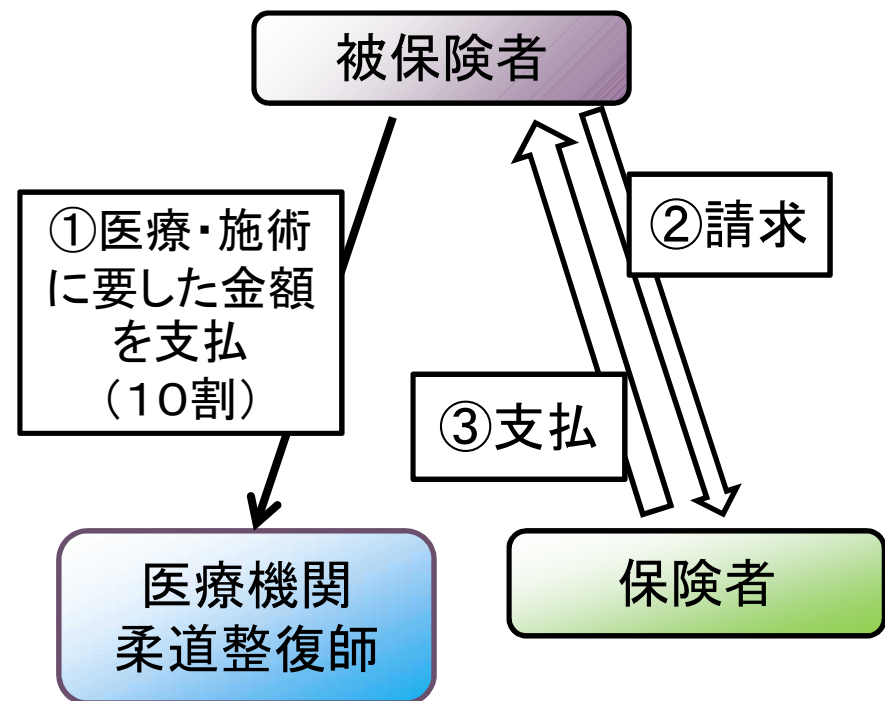 被保険者
①医療・施術
に要した金額
を支払
（１０割）
②請求
③支払
医療機関
柔道整復師
保険者